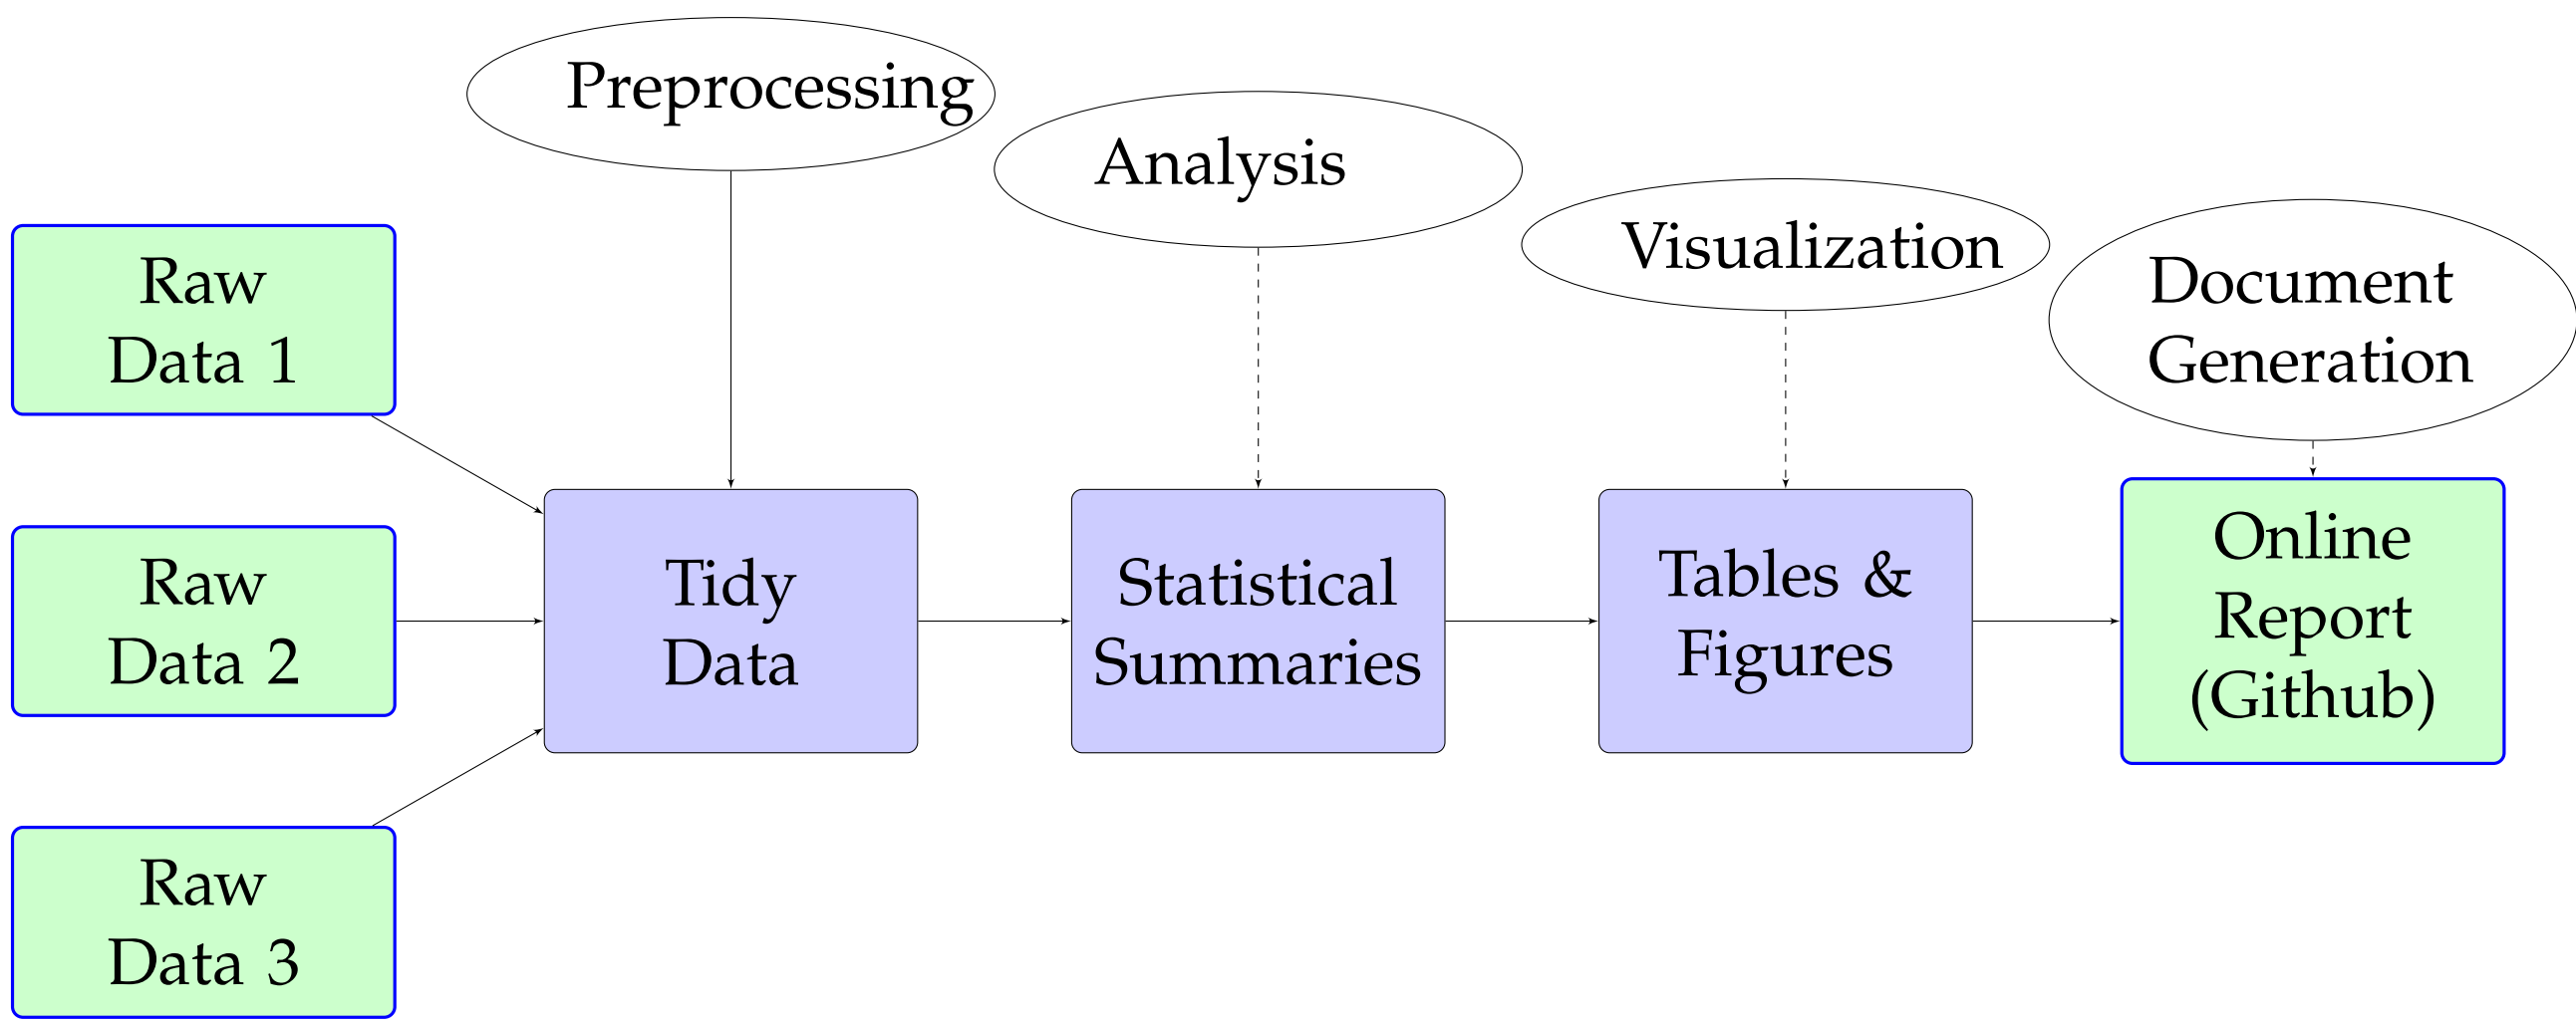 Preprocessing
Analysis
Visualization
Document
Generation
Raw
Data 1
Raw
Data 2
Raw
Data 3
Tidy
Data
Statistical
Summaries
Tables &
Figures
Online
Report
(Github)